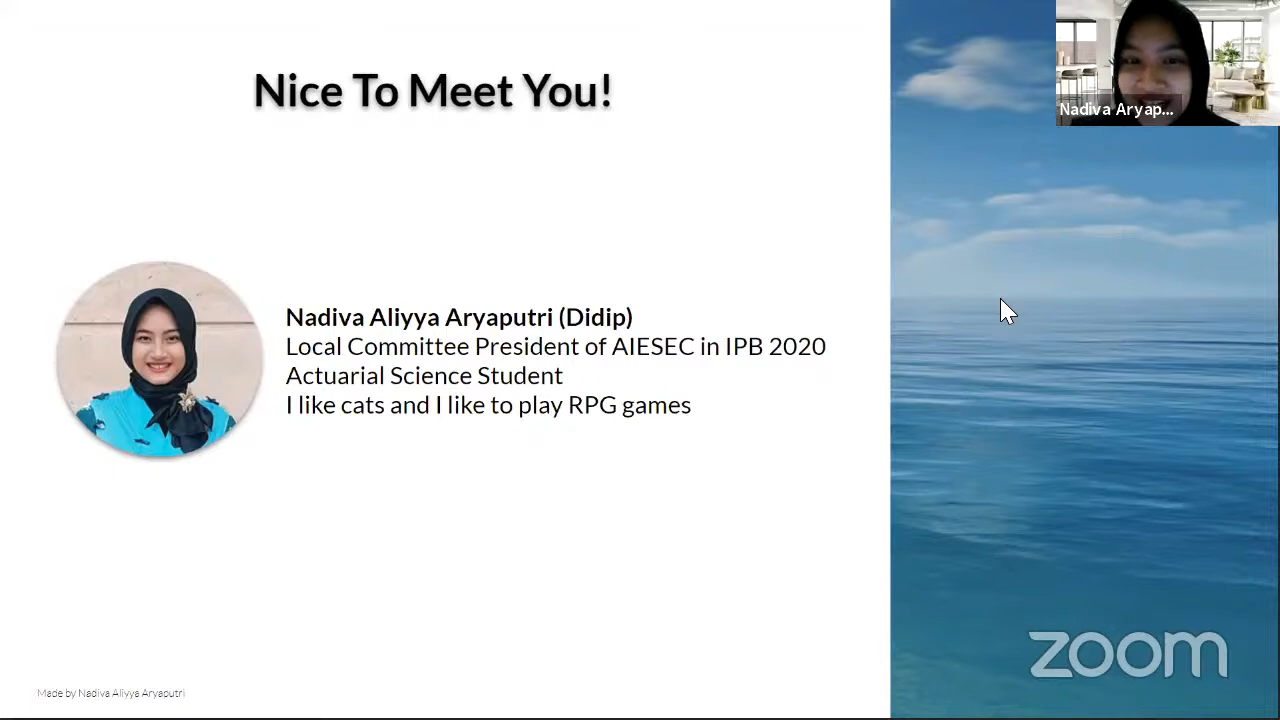 Nice To Meet You!
Nadiva Aryap...
Nadiva Aliyya Aryaputri (Didip)
Local Committee President of AIESEC in IPB 2020
Actuarial Science Student
I like cats and I like to play RPG games
zoom
Made by Nadiva Aliyya Aryaputri